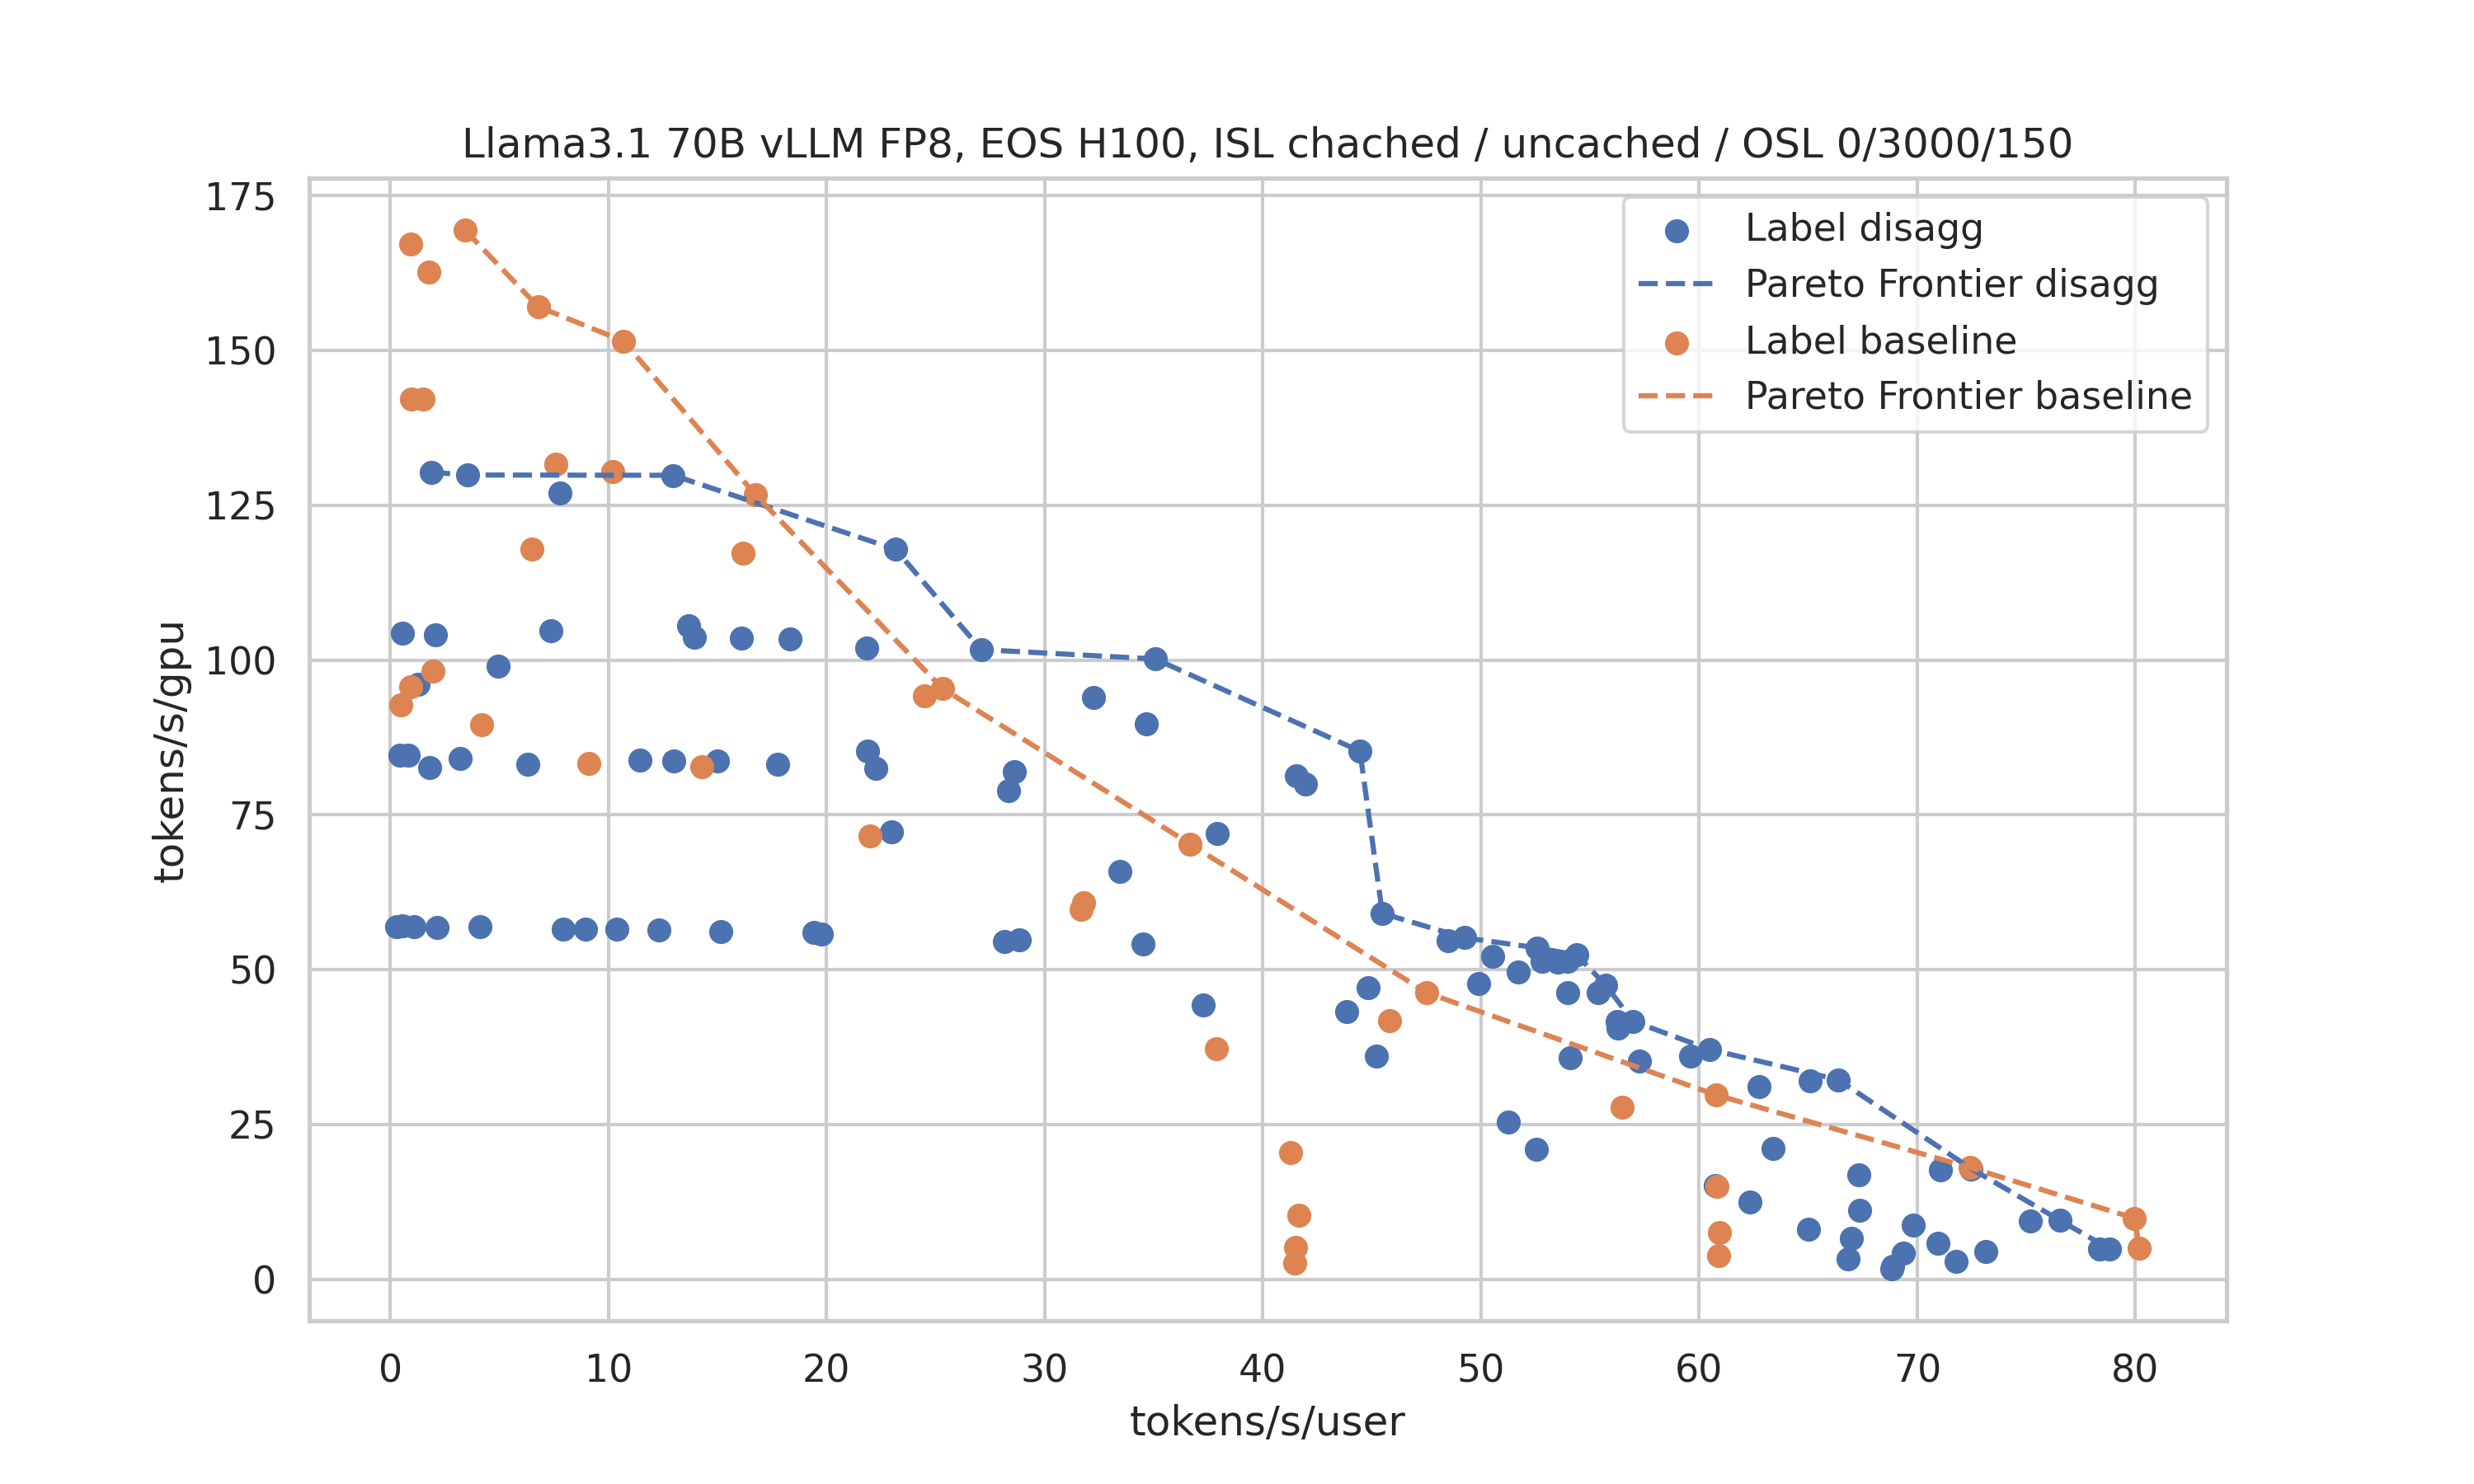 Llama3.1 70B vLLM FP8, EOS H100, ISL chached / uncached / OSL 0/3000/150
Label disagg
Pareto Frontier disagg
Label baseline
Pareto Frontier baseline
tokens/s/gpu
175
150
125
100
75
50
25
0
0 10 20 30 40 50 60 70 80
tokens/s/user